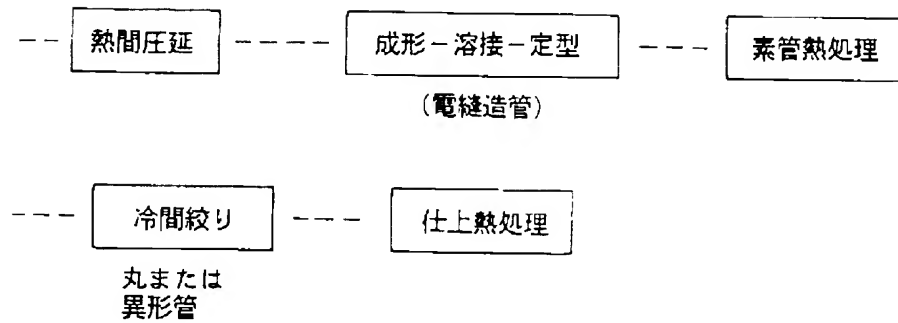 熱間圧延
成形－溶接－定型
素管熱処理
(電縫造管)
冷間絞り
仕上熱処理
丸または
異形管